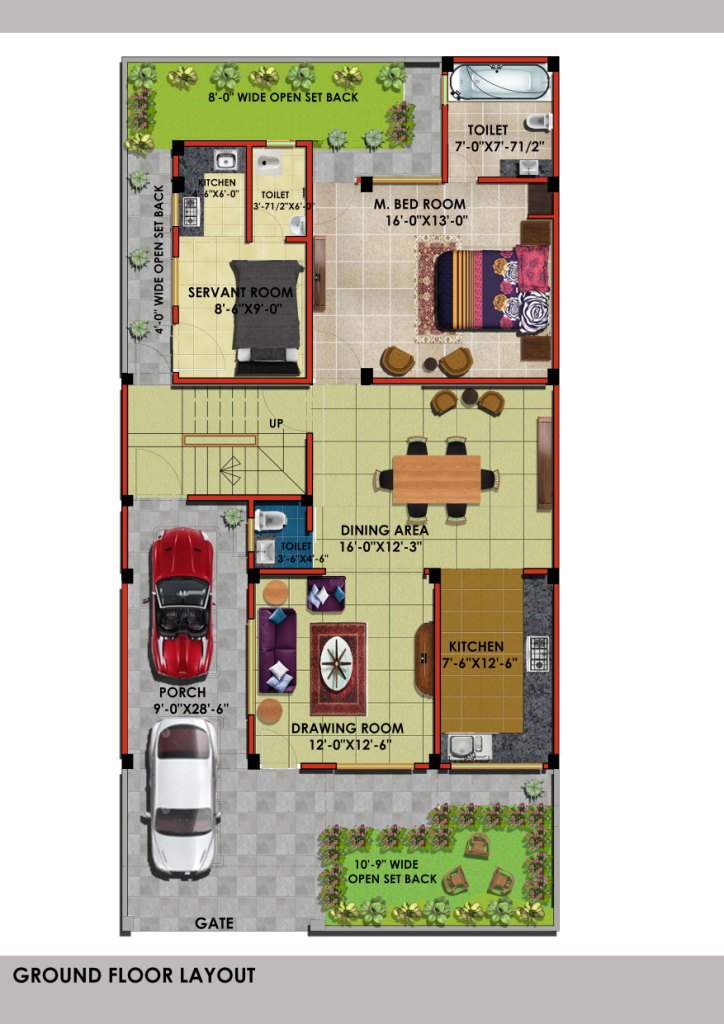 8'-0" WIDE OPEN SET BACK
TOILET
7'-0"X7'-71/2"
KITCHEN
4'-6"X6'-0"
TOILET
3'-71/2"X6'-0"
4'-0" WIDE OPEN SET BACK
M. BED ROOM
16'-0"X13'-0"
SERVANT ROOM
8'-6"X9'-0"
UP
DINING AREA
16'-0"X12'-3"
TOILET
3'-6"X4'-6"
KITCHEN
7'-6"X12'-6"
PORCH
9'-0"X28'-6"
DRAWING ROOM
12'-0"X12'-6"
10'-9" WIDE
OPEN SET BACK
GATE
GROUND FLOOR LAYOUT